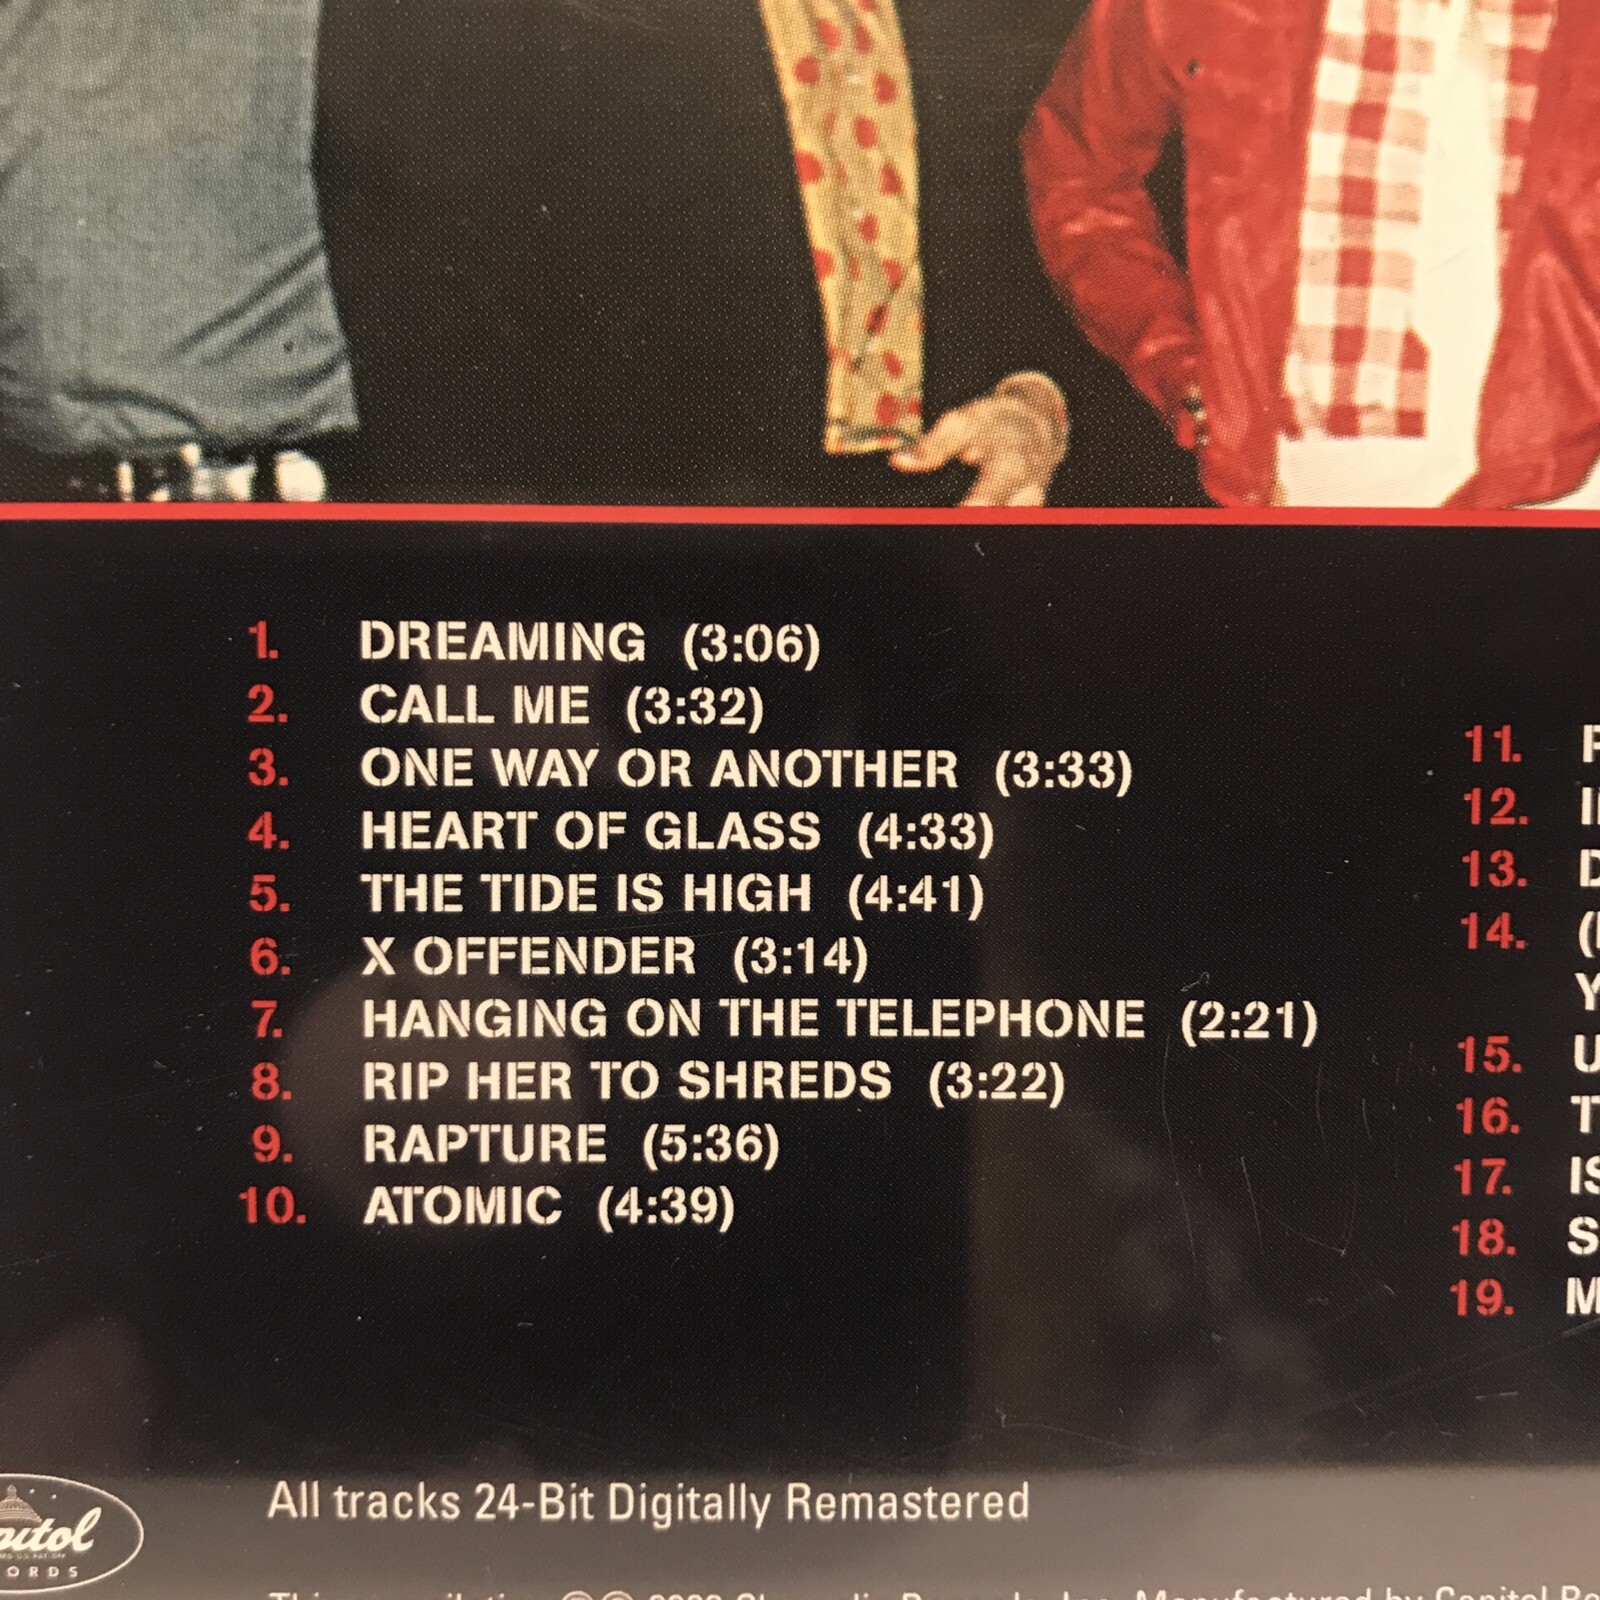 1. DREAMING (3:06)
2. CALL ME (3:32)
3. ONE WAY OR ANOTHER (3:33)
4. HEART OF GLASS (4:33)
5. THE TIDE IS HIGH (4:41)
6. X OFFENDER (3:14)
7. HANGING ON THE TELEPHONE (2:21)
8. RIP HER TO SHREDS (3:22)
9. RAPTURE (5:36)
10. ATOMIC (4:39)
11.
12.
13.
14.
15.
16.
17.
18.
19.
All tracks 24-Bit Digitally Remastered